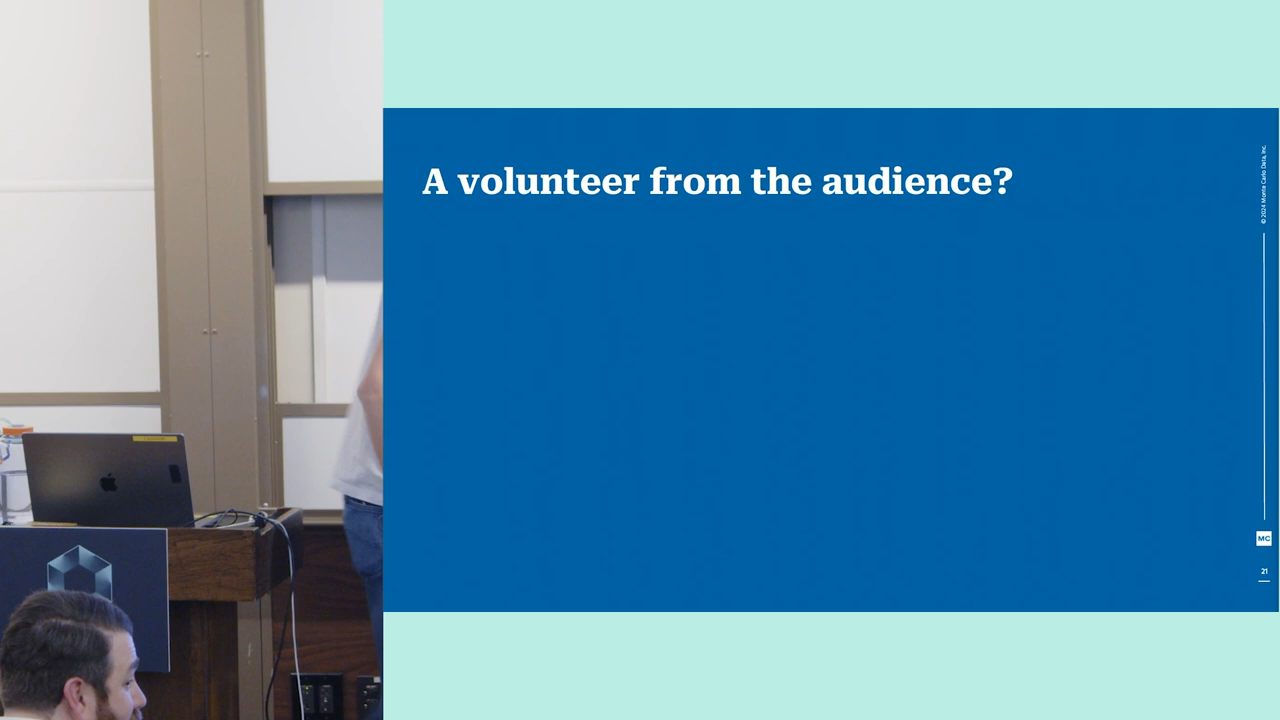 A volunteer from the audience?
© 2024 Monte Carlo Data, Inc.
MC
21